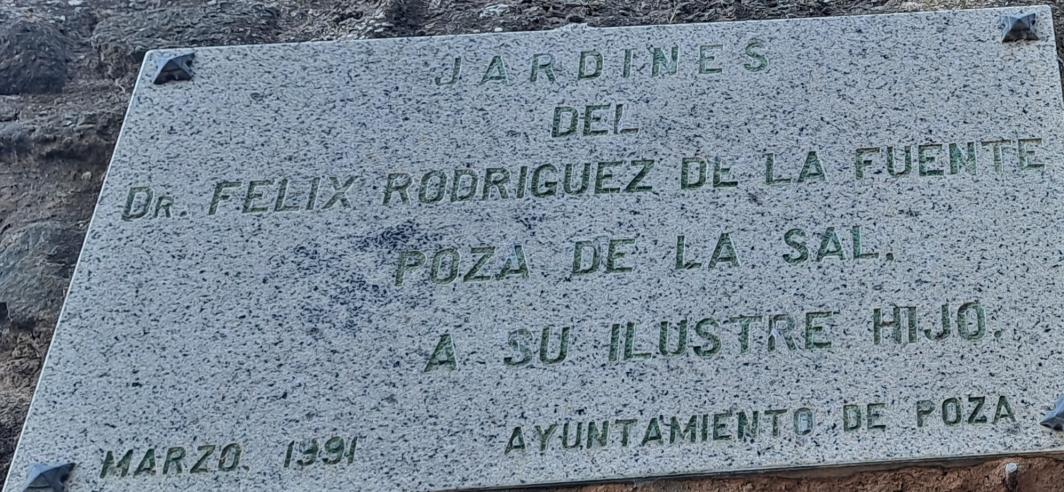 JARDINES
DEL
DR. FELIX RODRIGUEZ DE LA FUENTE
POZA DE LA SAL.
A SU ILUSTRE HIJO.
MARZO. 1991 AYUNTAMIENTO DE POZA